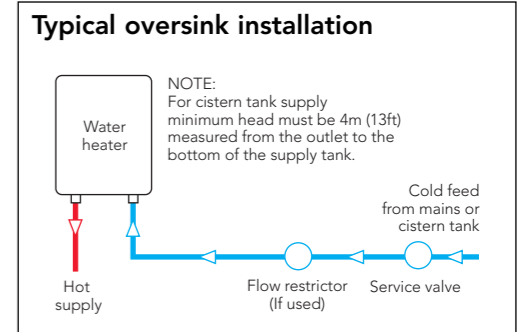 Typical oversink installation
NOTE:
For cistern tank supply
minimum head must be 4m (13ft)
measured from the outlet to the
bottom of the supply tank.
Water
heater
Cold feed
from mains or
cistern tank
Hot
supply
Flow restrictor
(If used)
Service valve